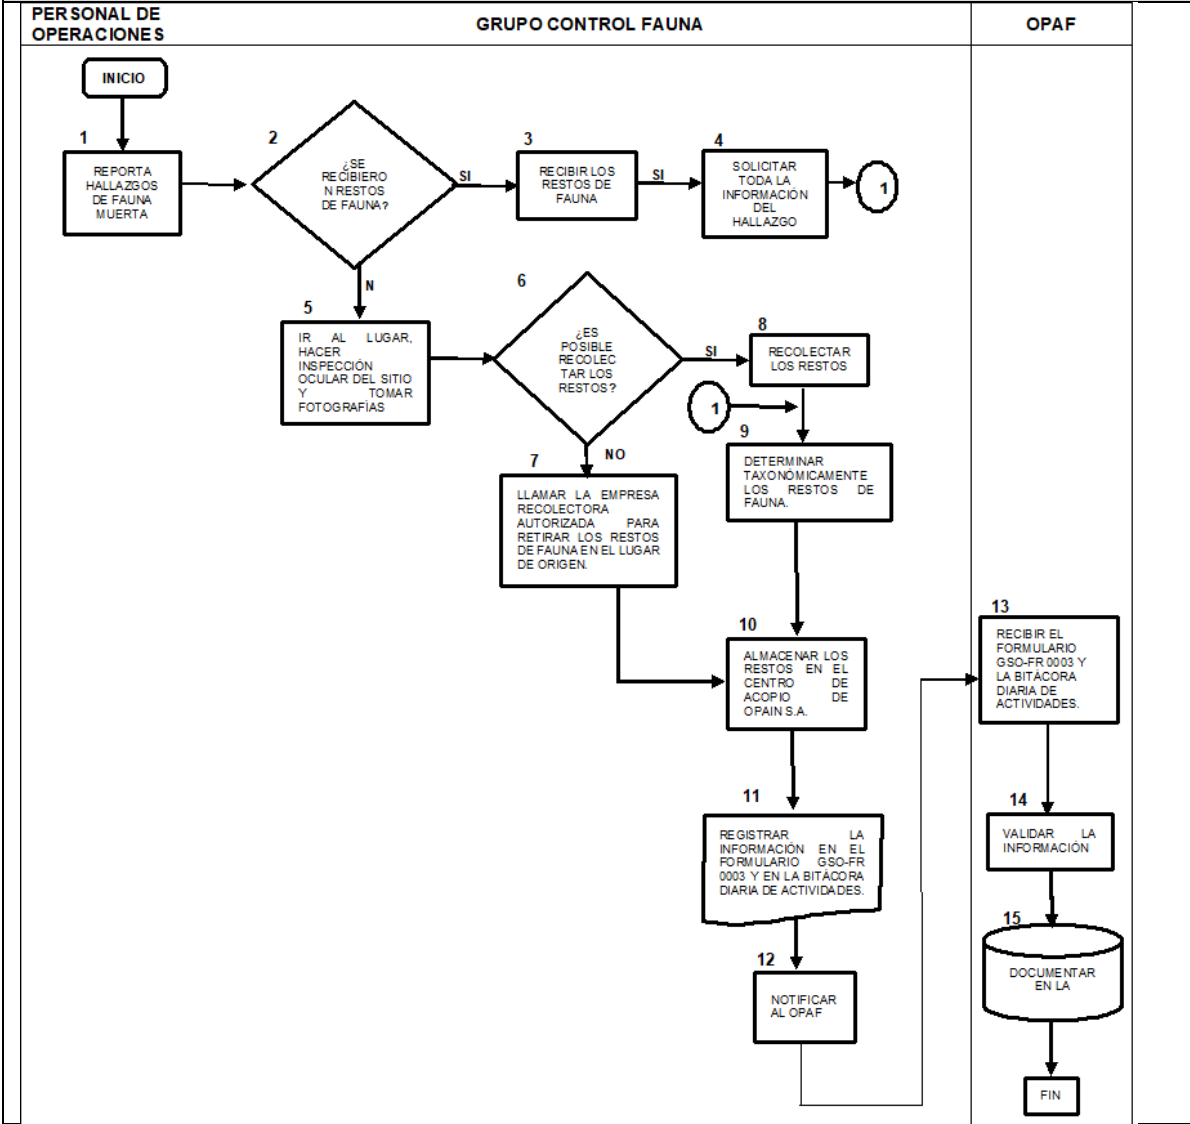 PERSONAL DE
OPERACIONES
GRUPO CONTROL FAUNA
OPAF
INICIO
1
REPORTA
HALLAZGOS
DE FAUNA
MUERTA
2
¿SE
RECIBIERO
N RESTOS
DE FAUNA?
SI
3
RECIBIR LOS
RESTOS DE
FAUNA
SI
4
SOLICITAR
TODA LA
INFORMACIÓN
DEL
HALLAZGO
1
N
5
IR AL LUGAR,
HACER
INSPECCIÓN
OCULAR DEL SITIO
Y TOMAR
FOTOGRAFÍAS
6
¿ES
POSIBLE
RECOLEC
TAR LOS
RESTOS?
SI
8
RECOLECTAR
LOS RESTOS
1
NO
7
LLAMAR LA EMPRESA
RECOLECTORA
AUTORIZADA PARA
RETIRAR LOS RESTOS
DE FAUNA EN EL LUGAR
DE ORIGEN.
9
DETERMINAR
TAXONÓMICAMENTE
LOS RESTOS DE
FAUNA.
10
ALMACENAR LOS
RESTOS EN EL
CENTRO DE
ACOPIO DE
OPAIN S.A.
11
REGISTRAR LA
INFORMACIÓN EN EL
FORMULARIO GSO-FR
0003 Y EN LA BITÁCORA
DIARIA DE ACTIVIDADES.
12
NOTIFICAR
AL OPAF
13
RECIBIR EL
FORMULARIO
GSO-FR 0003 Y
LA BITÁCORA
DIARIA DE
ACTIVIDADES.
14
VALIDAR LA
INFORMACIÓN
15
DOCUMENTAR
EN LA
FIN